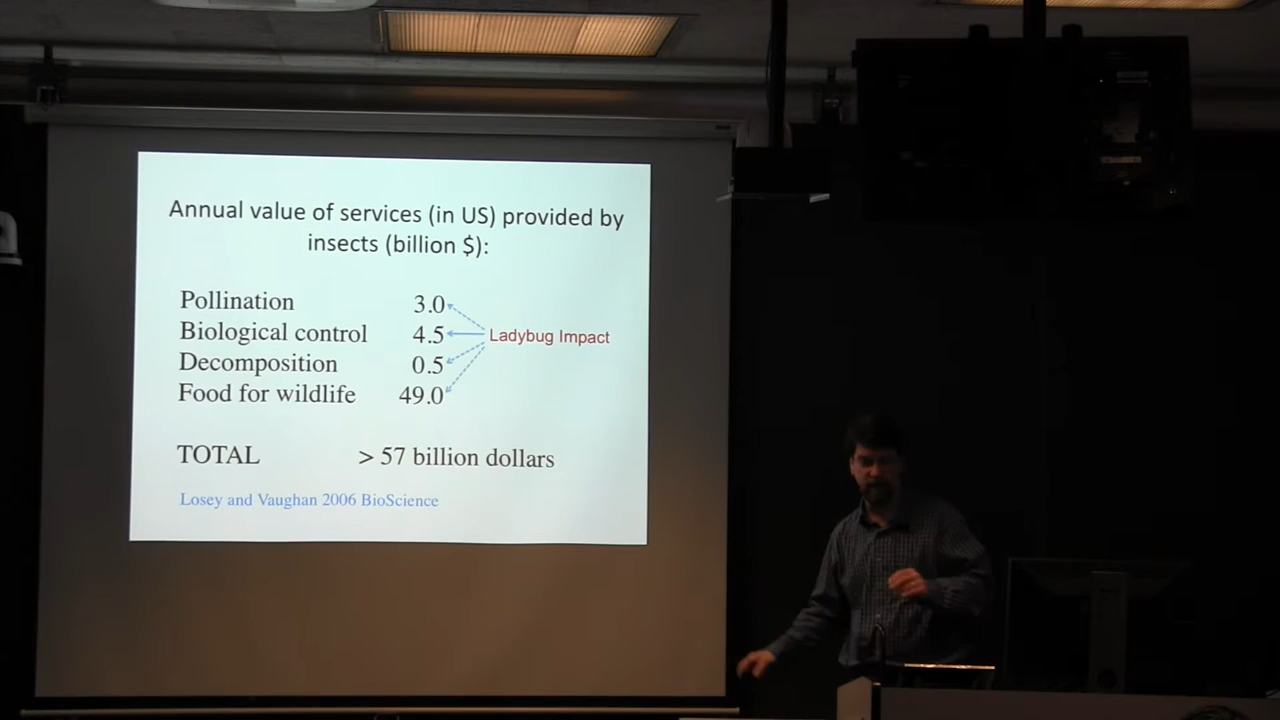 Annual value of services (in US) provided by
insects (billion $):
Pollination 3.0
Biological control 4.5 Ladybug Impact
Decomposition 0.5
Food for wildlife 49.0
TOTAL > 57 billion dollars
Losey and Vaughan 2006 BioScience